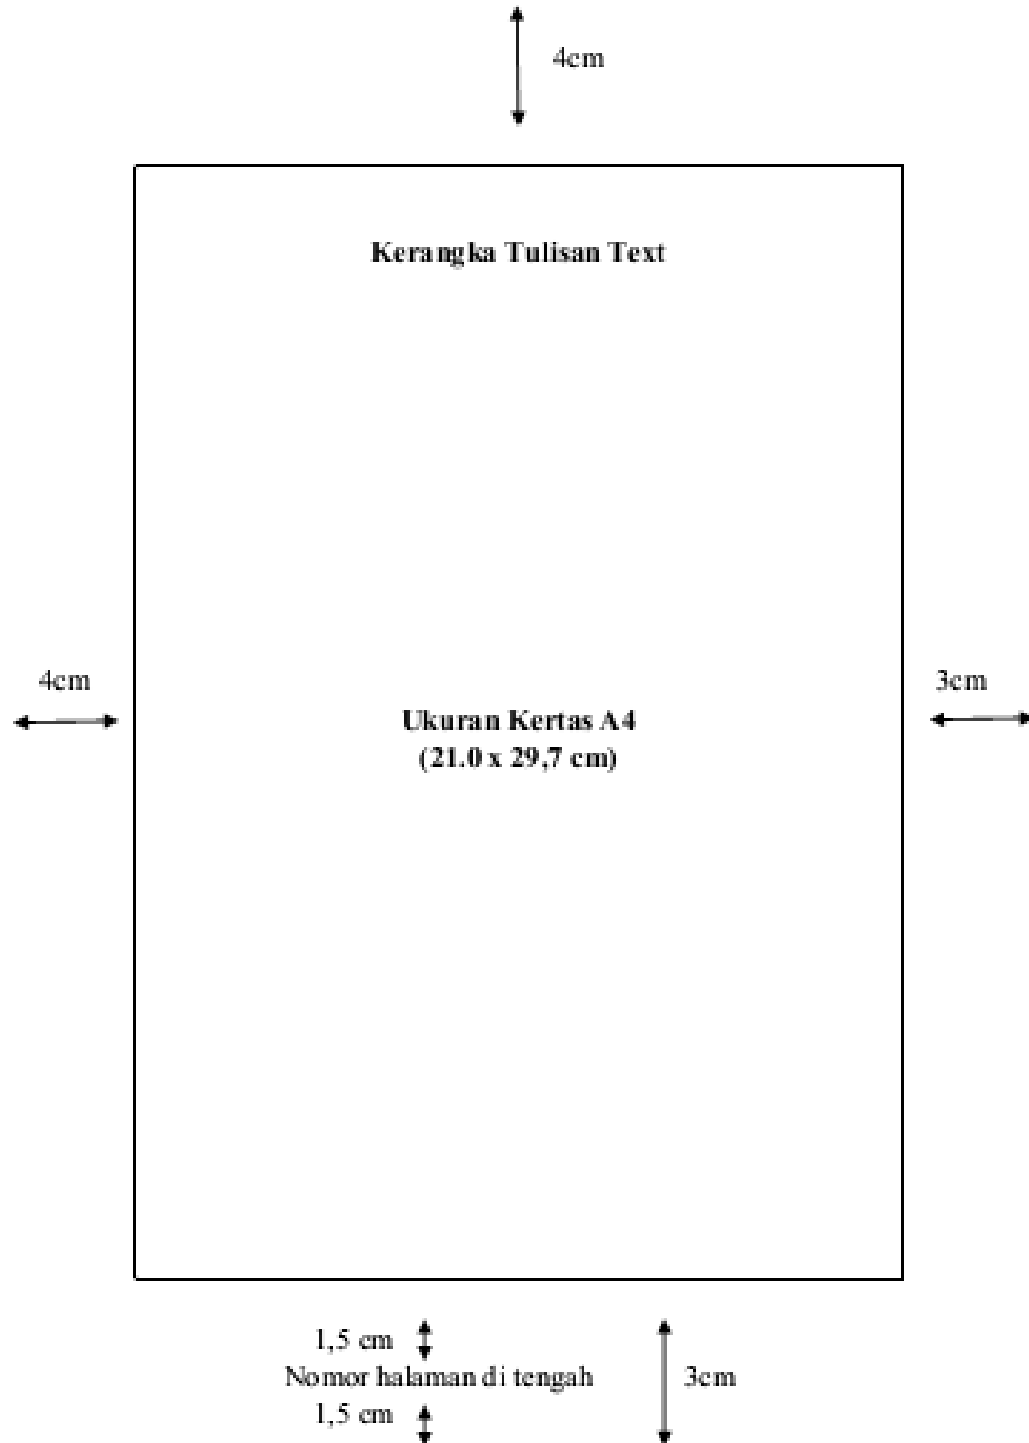 4cm
Kerangka Tulisan Text
4cm
3cm
Ukuran Kertas A4
(21.0 x 29,7 cm)
1,5 cm
Nomor halaman di tengah
3cm
1,5 cm